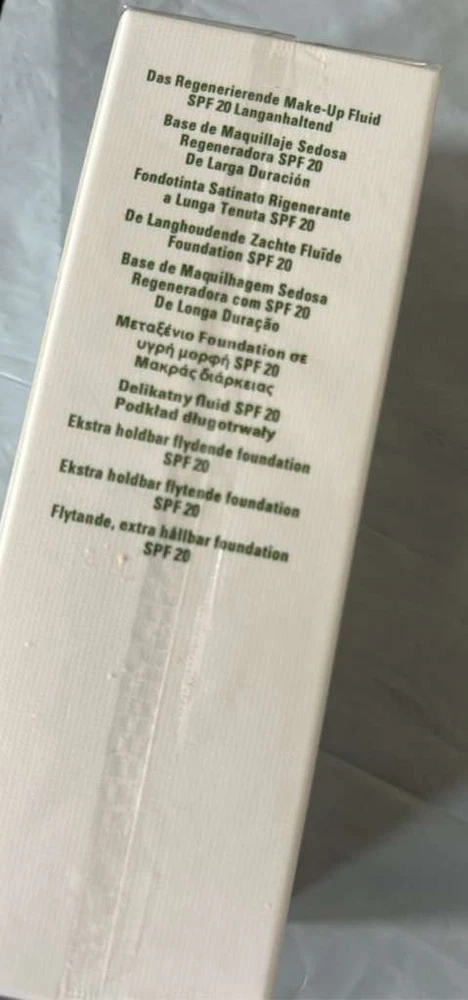 Das Regenerierende Make-Up Fluid
SPF 20 Langanhaltend
Base de Maquillaje Sedosa
Regeneradora SPF 20
De Larga Duración
Fondotinta Satinato Rigenerante
a Lunga Tenuta SPF 20
De Langhoudende Zachte Fluïde
Foundation SPF 20
Base de Maquilhagem Sedosa
Regeneradora com SPF 20
De Longa Duração
Μεταξένιο Foundation σε
υγρή μορφή SPF 20
Μακράς διάρκειας
Delikatny fluid SPF 20
Podkład długotrwały
Ekstra holdbar flydende foundation
SPF 20
Ekstra holdbar flytende foundation
SPF 20
Flytande, extra hållbar foundation
SPF 20